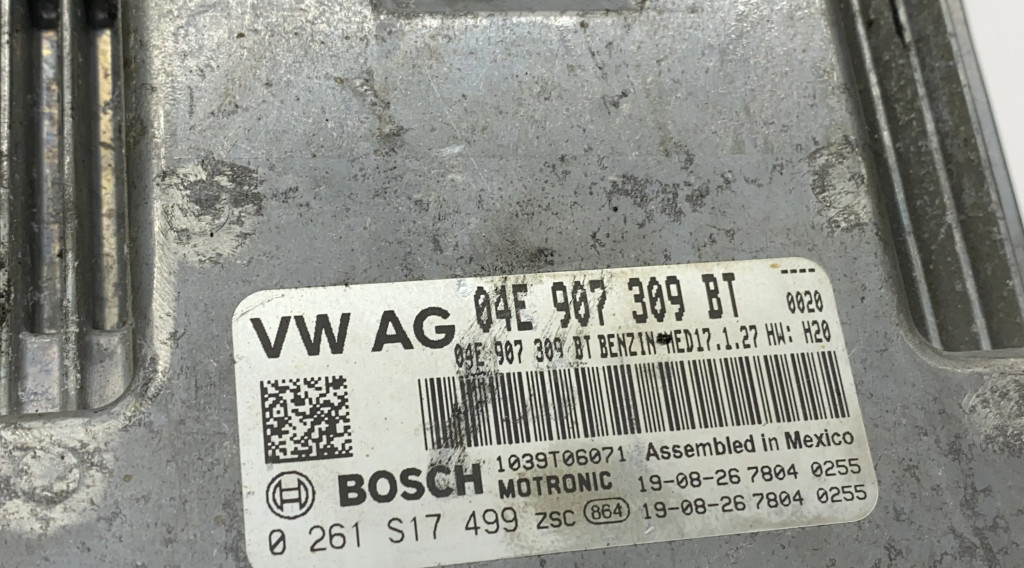 VW AG 04E 907 309 BT ---- 0020
04E 907 309 BT BENZIN MED17.1.27 HW: H20
1039T06071 Assembled in Mexico
BOSCH MOTRONIC 19-08-26 7804 0255
0 261 S17 499 ZSC 864 19-08-26 7804 0255